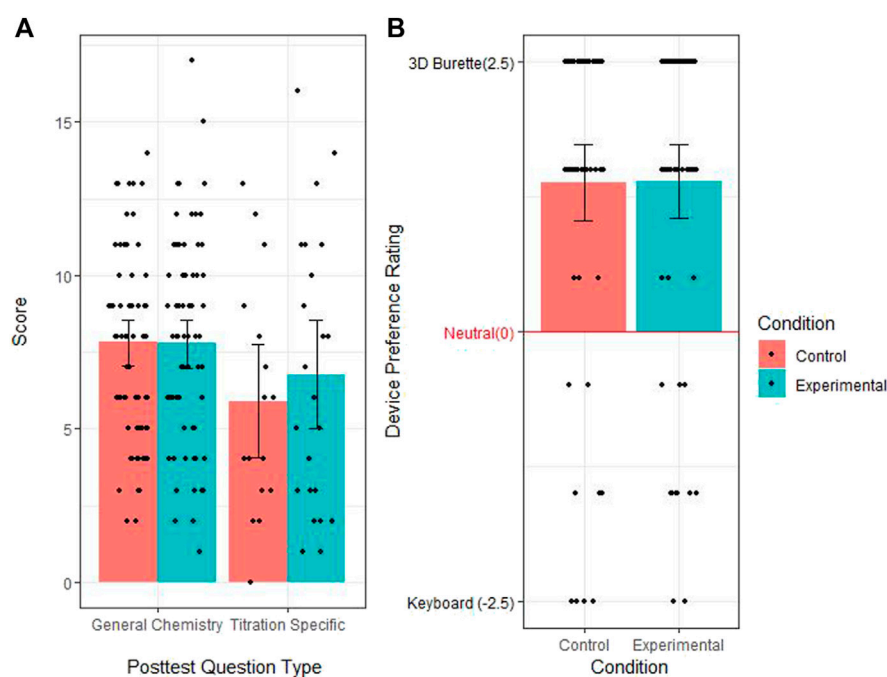 A
Score
15
10
5
0
General Chemistry Titration Specific
Posttest Question Type
B
Device Preference Rating
3D Burette(2.5)
Neutral(0)
Keyboard (-2.5)
Control Experimental
Condition
Condition
Control
Experimental